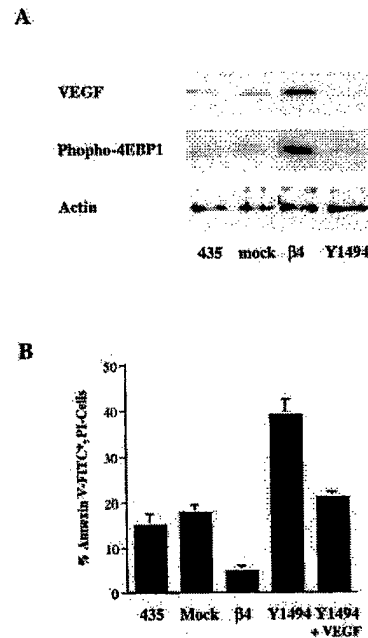 A
VEGF
Phopho-4EBP1
Actin
435 mock β4 Y1494
B
% Annexin V-FITC*, PI-Cells
50
40
30
20
10
0
435 Mock β4 Y1494 Y1494
+ VEGF